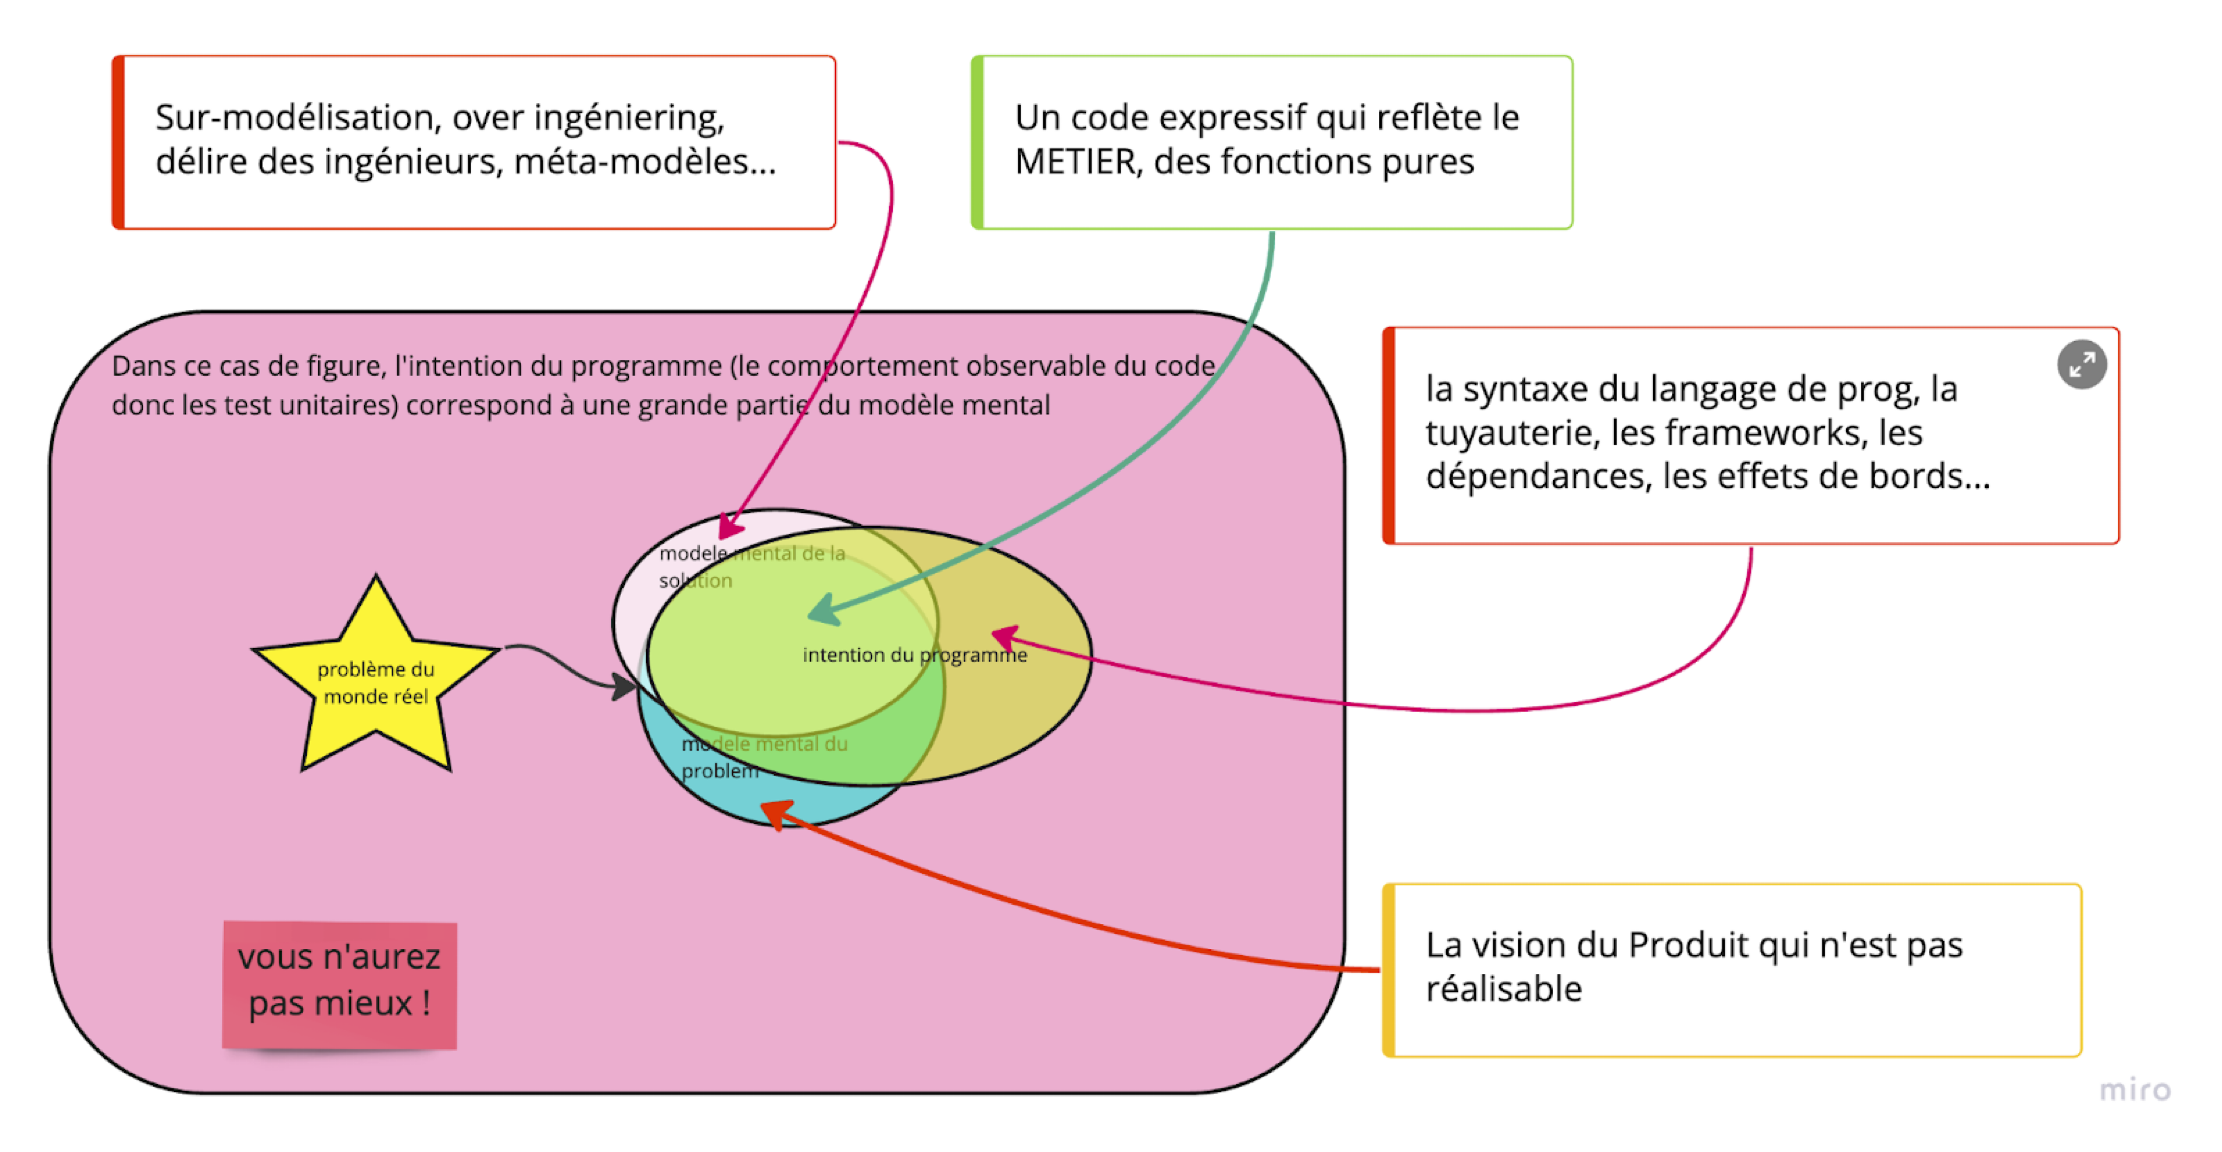 Sur-modélisation, over ingéniering,
délire des ingénieurs, méta-modèles...
Un code expressif qui reflète le
METIER, des fonctions pures
Dans ce cas de figure, l'intention du programme (le comportement observable du code
donc les test unitaires) correspond à une grande partie du modèle mental
la syntaxe du langage de prog, la
tuyauterie, les frameworks, les
dépendances, les effets de bords...
modele mental de la
solution
intention du programme
problème du
monde réel
modele mental du
problem
vous n'aurez
pas mieux !
La vision du Produit qui n'est pas
réalisable
miro